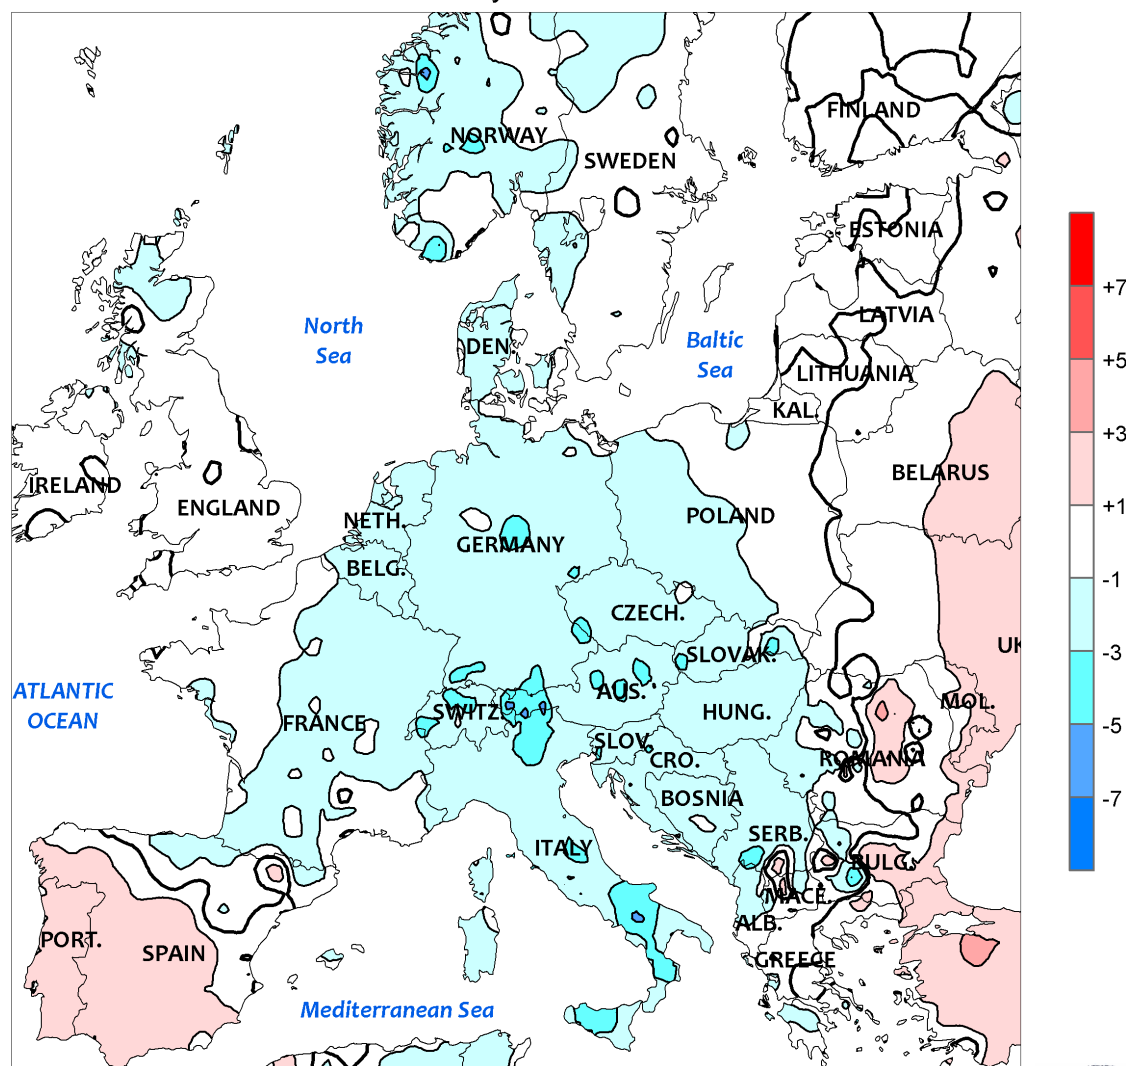 FINLAND
NORWAY
SWEDEN
ESTONIA
LATVIA
North
Sea
DEN.
Baltic
Sea
LITHUANIA
KAL.
+7
+5
+3
+1
-1
-3
-5
-7
IRELAND
ENGLAND
BELARUS
NETH.
POLAND
GERMANY
BELG.
CZECH.
UK
SLOVAK.
ATLANTIC
OCEAN
AUS.
MOL.
SWITZ.
HUNG.
FRANCE
SLOV.
CRO.
ROMANIA
BOSNIA
SERB.
ITALY
BULG.
MACE.
ALB.
PORT.
SPAIN
GREECE
Mediterranean Sea